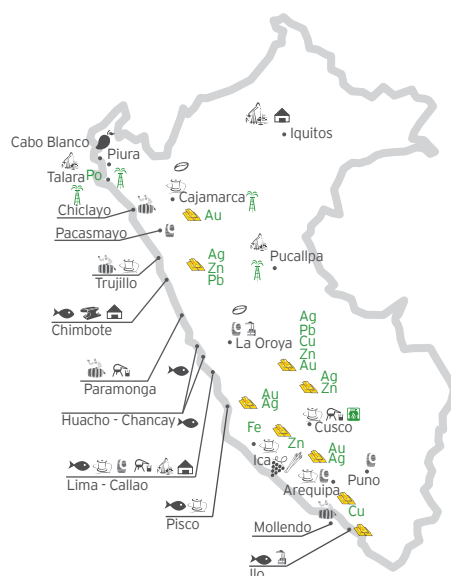 Iquitos
Cabo Blanco
Piura
Talara
Po
Chiclayo
Cajamarca
Au
Pacasmayo
Ag
Zn
Pb
Pucallpa
Trujillo
Chimbote
La Oroya
Ag
Pb
Cu
Zn
Au
Paramonga
Ag
Zn
Huacho - Chancay
Au
Ag
Fe
Cusco
Zn
Ica
Au
Ag
Lima - Callao
Arequipa
Puno
Pisco
Cu
Mollendo
Ilo